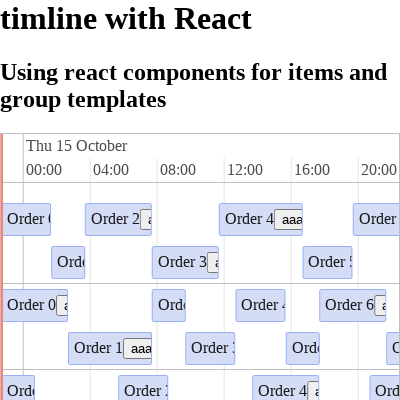 timline with React
Using react components for items and
group templates
Thu 15 October
00:00 04:00 08:00 12:00 16:00 20:00
Order Order 2 Order 4 aaa Order
Order 3
Order 0 Order 6
Order 1 aaa
Order 4